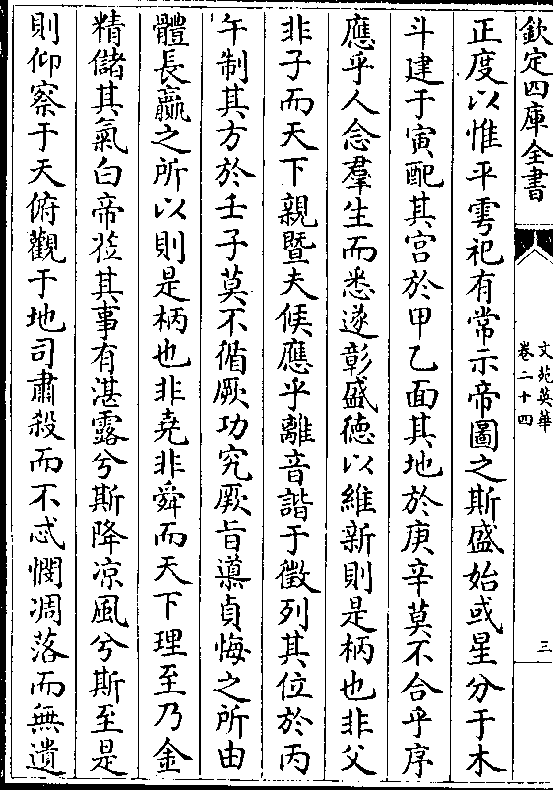 欽定四庫全書
文苑英華
卷二十四
三
正度以惟平雩祀有常示帝圖之斯盛始或星分于木
斗建于寅配其宮於甲乙面其地於庚辛莫不合乎序
應乎人念羣生而悉遂彰盛德以維新則是柄也非父
非子而天下親暨夫候應乎離音諧于徵列其位於丙
午制其方於壬子莫不循厥功究厥旨導貞悔之所由
體長贏之所以則是柄也非堯非舜而天下理至乃金
精儲其氣白帝莅其事有湛露兮斯降凉風兮斯至是
則仰察于天俯觀于地司肅殺而不忒憫凋落而無遺